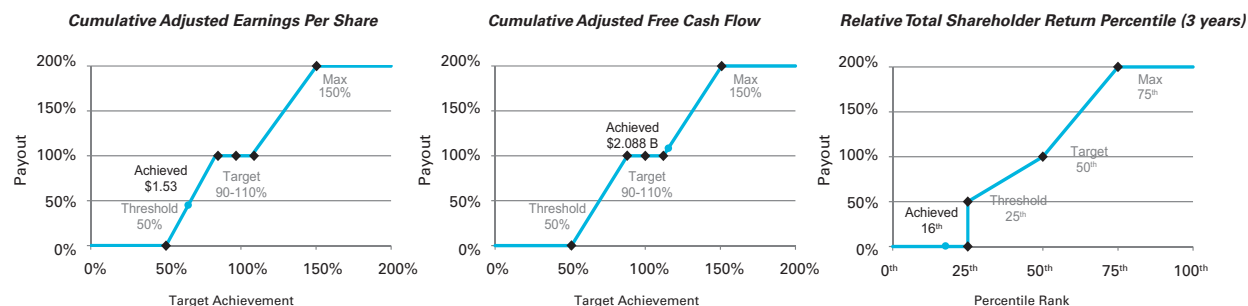 Cumulative Adjusted Earnings Per Share
200%
150%
100%
50%
0%
Payout
Max
150%
Achieved
$1.53
Target
90-110%
Threshold
50%
0%
50%
100%
150%
200%
Target Achievement
Cumulative Adjusted Free Cash Flow
200%
150%
100%
50%
0%
Payout
Max
150%
Achieved
$2.088 B
Target
90-110%
Threshold
50%
0%
50%
100%
150%
200%
Target Achievement
Relative Total Shareholder Return Percentile (3 years)
200%
150%
100%
50%
0%
Payout
Max
75th
Target
50th
Threshold
25th
Achieved
16th
0th
25th
50th
75th
100th
Percentile Rank